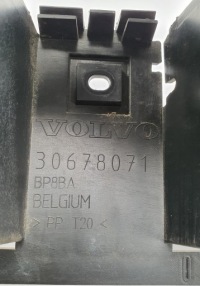 VOLVO
30678071
BP8BA
BELGIUM
> PP T20 <